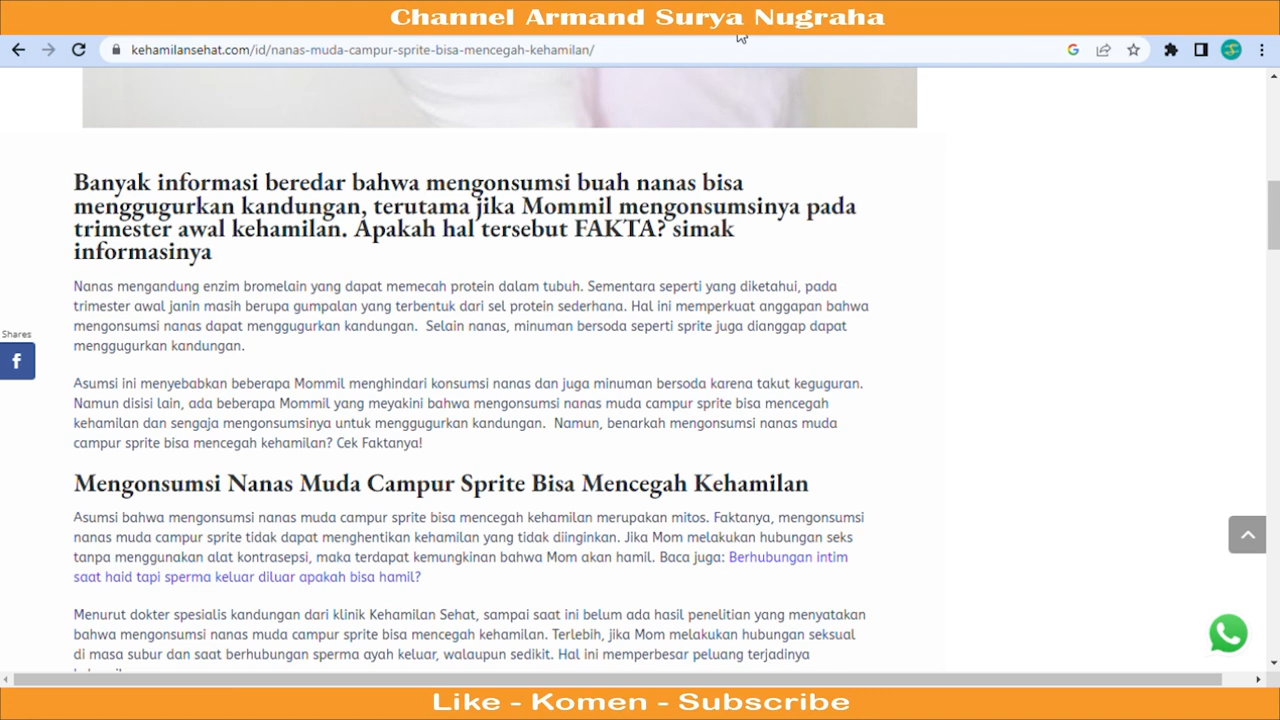 Channel Armand Surya Nugraha
kehamilansehat.com/id/nanas-muda-campur-sprite-bisa-mencegah-kehamilan/
Banyak informasi beredar bahwa mengonsumsi buah nanas bisa
menggugurkan kandungan, terutama jika Mommil mengonsumsinya pada
trimester awal kehamilan. Apakah hal tersebut FAKTA? simak
informasinya
Nanas mengandung enzim bromelain yang dapat memecah protein dalam tubuh. Sementara seperti yang diketahui, pada
trimester awal janin masih berupa gumpalan yang terbentuk dari sel protein sederhana. Hal ini memperkuat anggapan bahwa
mengonsumsi nanas dapat menggugurkan kandungan.  Selain nanas, minuman bersoda seperti sprite juga dianggap dapat
menggugurkan kandungan.
Shares
Asumsi ini menyebabkan beberapa Mommil menghindari konsumsi nanas dan juga minuman bersoda karena takut keguguran.
Namun disisi lain, ada beberapa Mommil yang meyakini bahwa mengonsumsi nanas muda campur sprite bisa mencegah
kehamilan dan sengaja mengonsumsinya untuk menggugurkan kandungan.  Namun, benarkah mengonsumsi nanas muda
campur sprite bisa mencegah kehamilan? Cek Faktanya!
Mengonsumsi Nanas Muda Campur Sprite Bisa Mencegah Kehamilan
Asumsi bahwa mengonsumsi nanas muda campur sprite bisa mencegah kehamilan merupakan mitos. Faktanya, mengonsumsi
nanas muda campur sprite tidak dapat menghentikan kehamilan yang tidak diinginkan. Jika Mom melakukan hubungan seks
tanpa menggunakan alat kontrasepsi, maka terdapat kemungkinan bahwa Mom akan hamil. Baca juga: Berhubungan intim
saat haid tapi sperma keluar diluar apakah bisa hamil?
Menurut dokter spesialis kandungan dari klinik Kehamilan Sehat, sampai saat ini belum ada hasil penelitian yang menyatakan
bahwa mengonsumsi nanas muda campur sprite bisa mencegah kehamilan. Terlebih, jika Mom melakukan hubungan seksual
di masa subur dan saat berhubungan sperma ayah keluar, walaupun sedikit. Hal ini memperbesar peluang terjadinya
Like - Komen - Subscribe